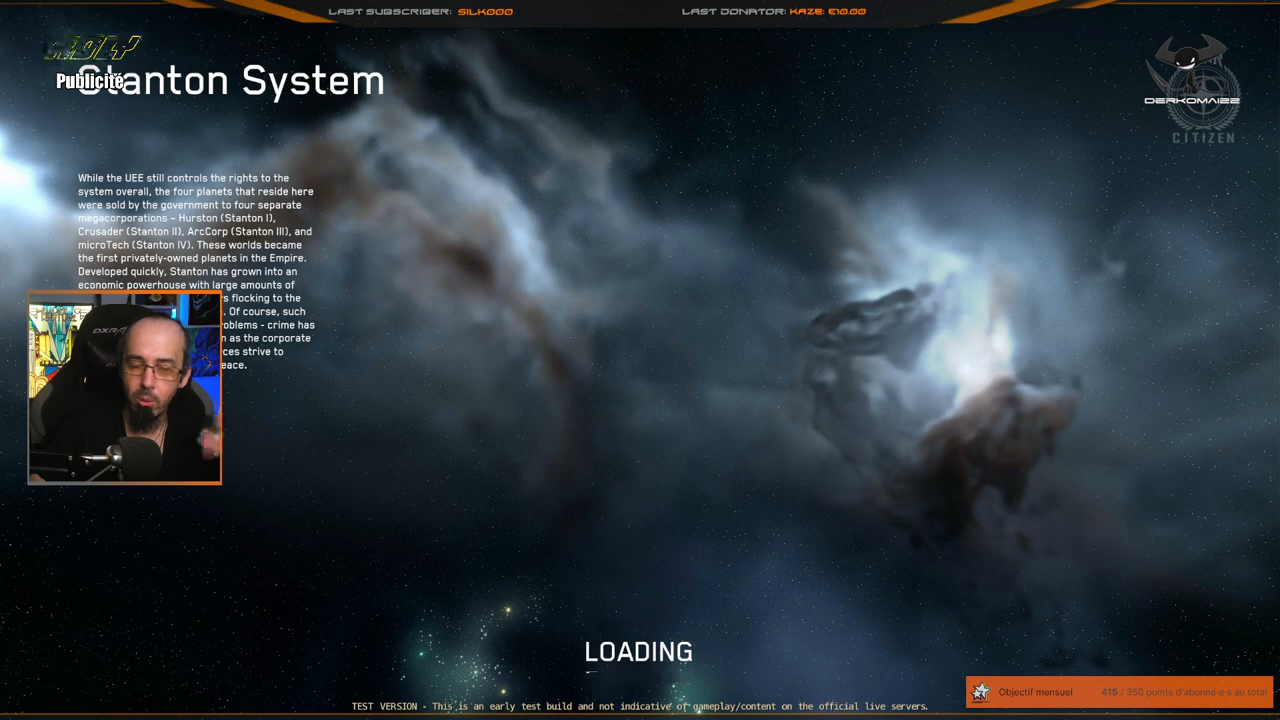 LAST SUBSCRIBER: SILKOOO
LAST DONATOR: KAZE: €10.00
HOLY
Publicité
Stanton System
DERKOMAIZZ
CITIZEN
While the UEE still controls the rights to the
system overall, the four planets that reside here
were sold by the government to four separate
megacorporations – Hurston (Stanton I),
Crusader (Stanton II), ArcCorp (Stanton III), and
microTech (Stanton IV). These worlds became
the first privately-owned planets in the Empire.
Developed quickly, Stanton has grown into an
economic powerhouse with large amounts of
flocking to the
. Of course, such
- crime has
as the corporate
strive to
DXRA
LOADING
Objectif mensuel
415 / 350 points d'abonné·e·s au total
TEST VERSION - This is an early test build and not indicative of gameplay/content on the official live servers.